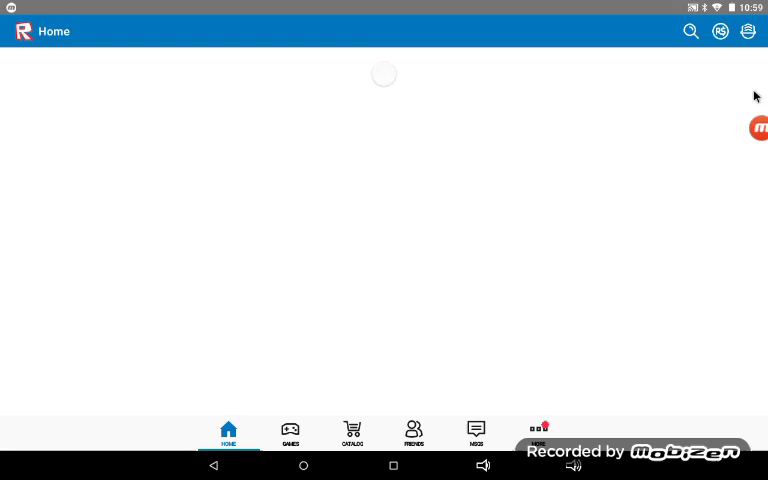 10:59
R Home R$
m
HOME GAMES CATALOG FRIENDS MSGS MORE
Recorded by mobizen